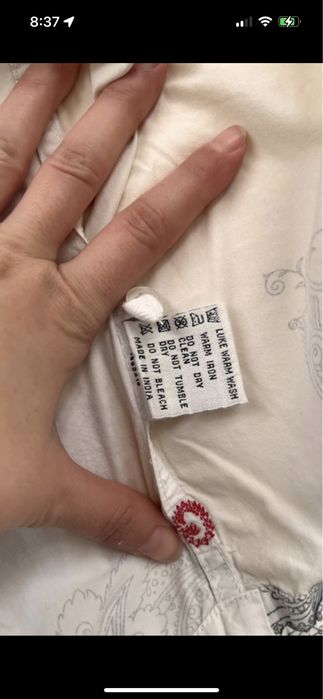 8:37
LUKE WARM WASH
WARM IRON
DO NOT DRY
CLEAN
DO NOT TUMBLE
DRY
DO NOT BLEACH
MADE IN INDIA